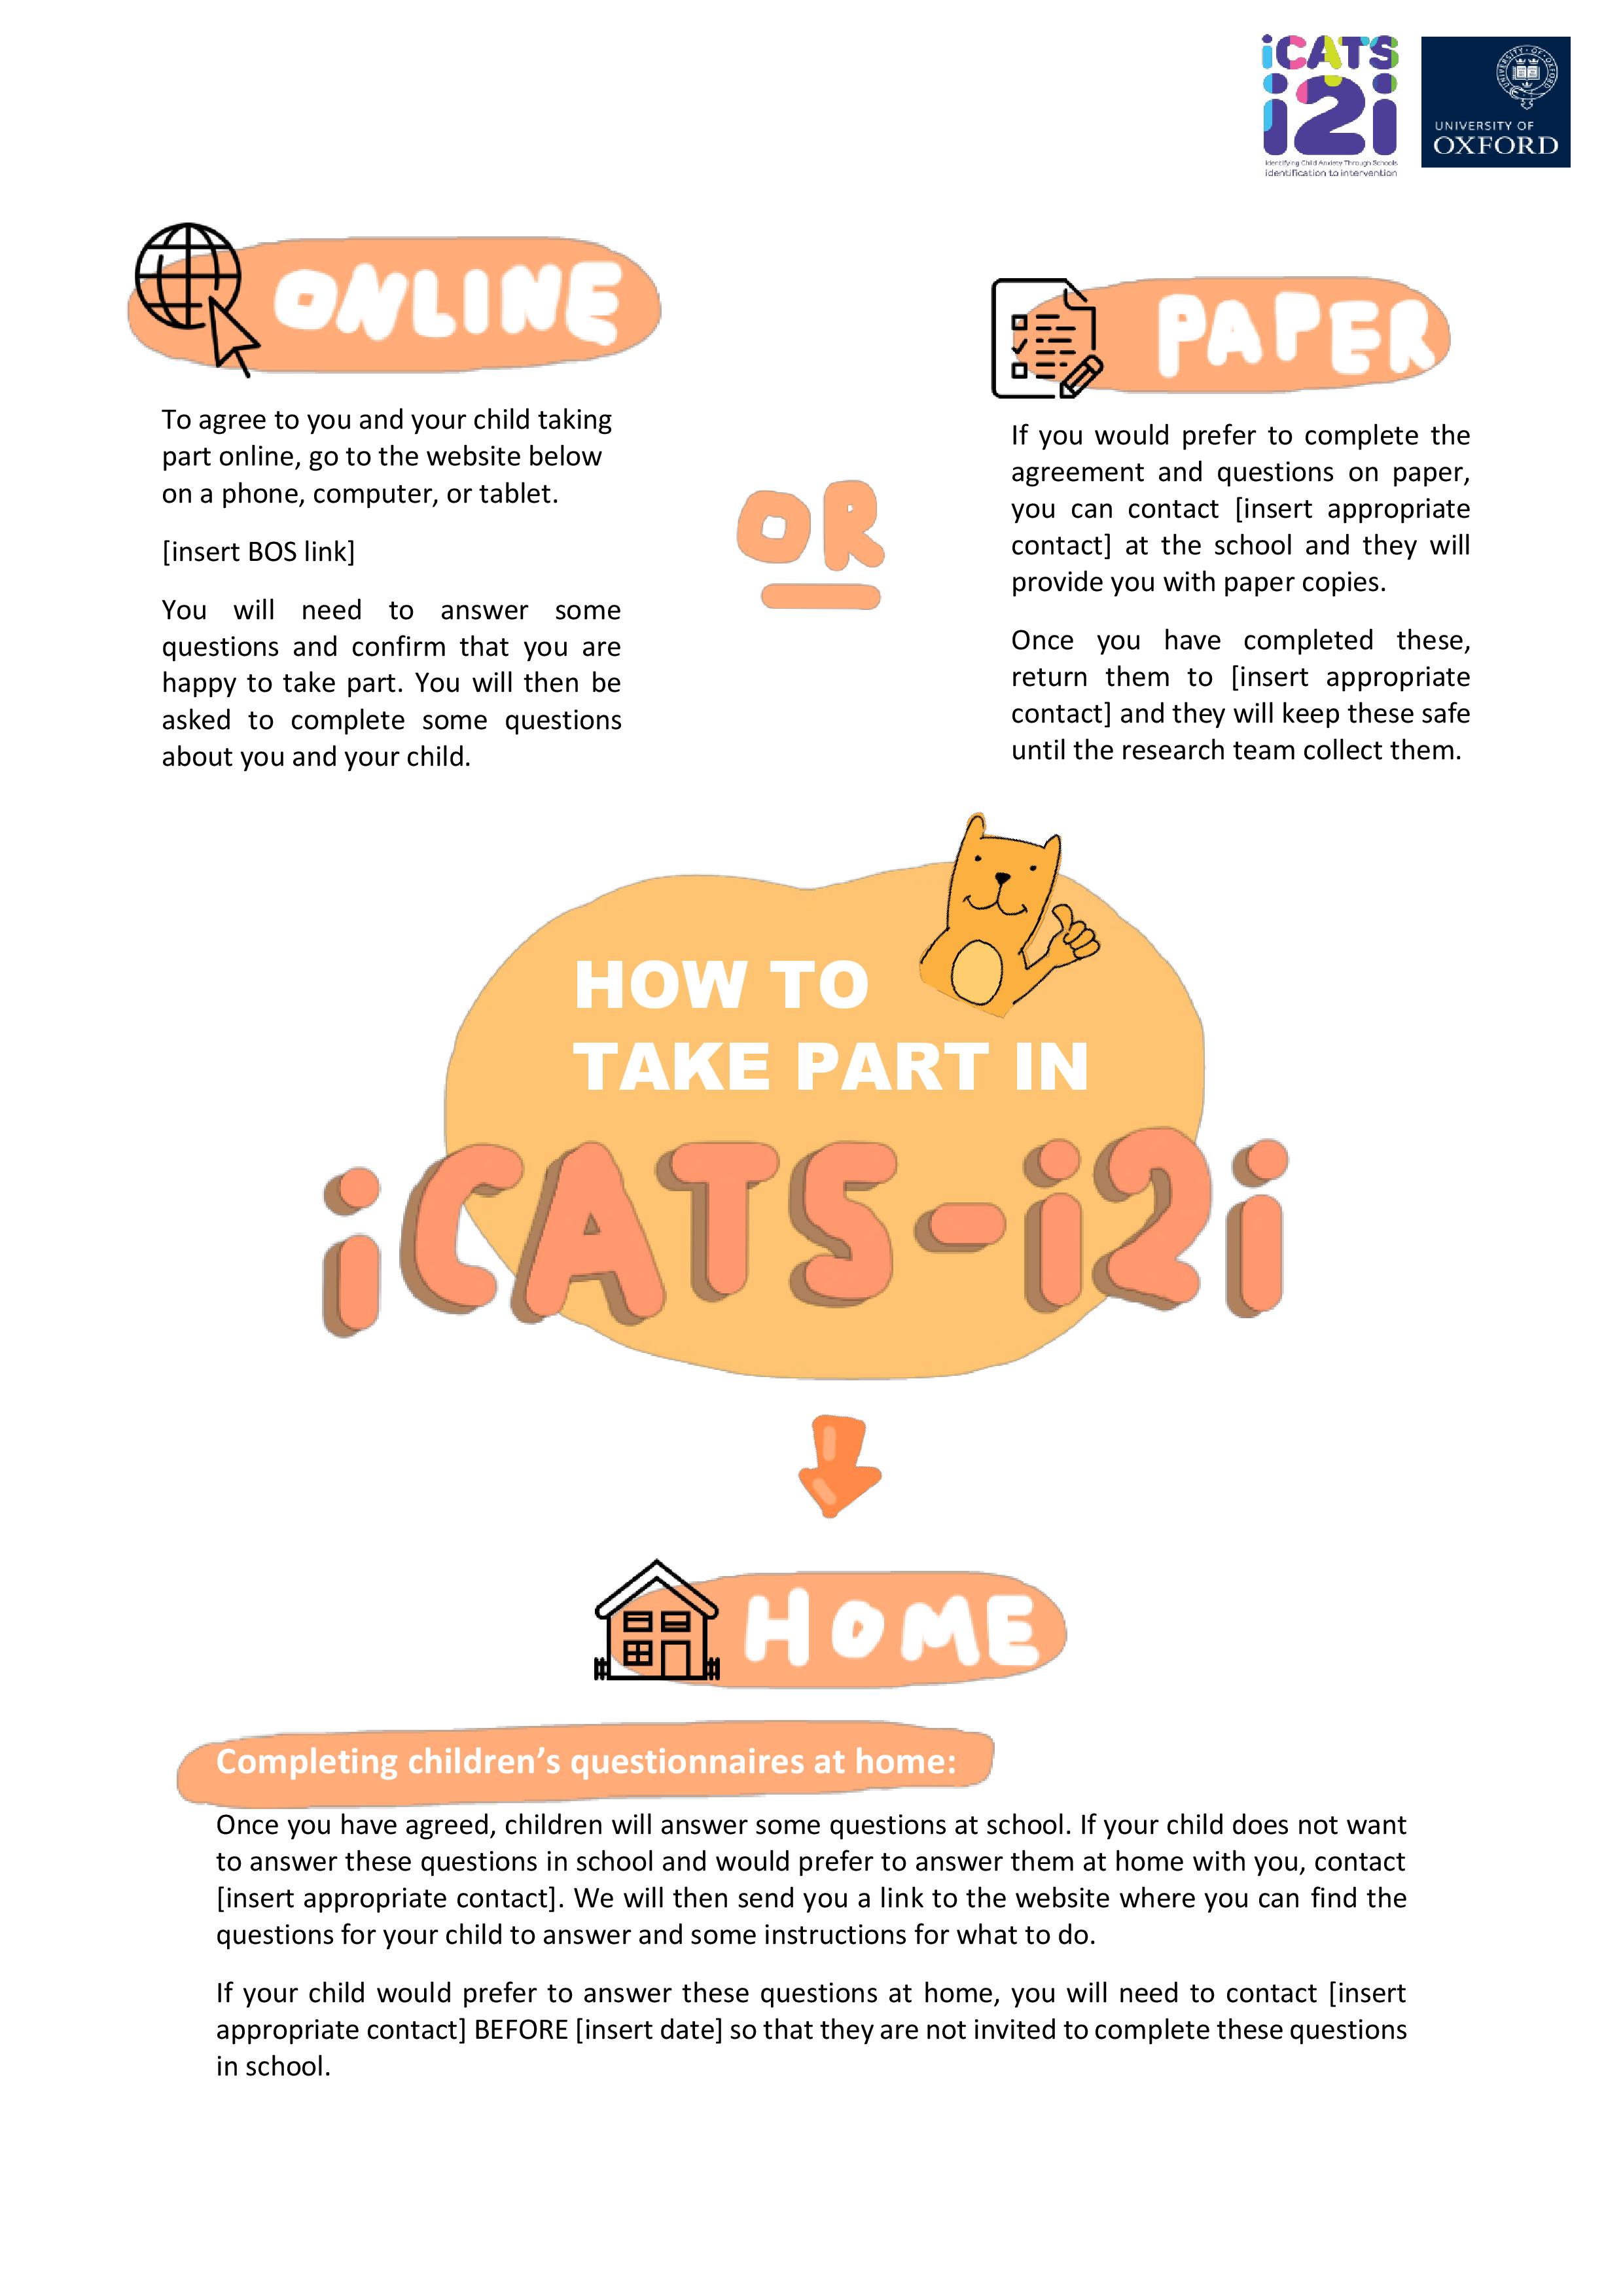 iCATS
i2i
Identifying Child Anxiety Through Schools
identification to intervention
UNIVERSITY OF
OXFORD
ONLINE
To agree to you and your child taking
part online, go to the website below
on a phone, computer, or tablet.
[insert BOS link]
You will need to answer some
questions and confirm that you are
happy to take part. You will then be
asked to complete some questions
about you and your child.
OR
PAPER
If you would prefer to complete the
agreement and questions on paper,
you can contact [insert appropriate
contact] at the school and they will
provide you with paper copies.
Once you have completed these,
return them to [insert appropriate
contact] and they will keep these safe
until the research team collect them.
HOW TO
TAKE PART IN
iCATS-i2i
HOME
Completing children’s questionnaires at home:
Once you have agreed, children will answer some questions at school. If your child does not want
to answer these questions in school and would prefer to answer them at home with you, contact
[insert appropriate contact]. We will then send you a link to the website where you can find the
questions for your child to answer and some instructions for what to do.
If your child would prefer to answer these questions at home, you will need to contact [insert
appropriate contact] BEFORE [insert date] so that they are not invited to complete these questions
in school.